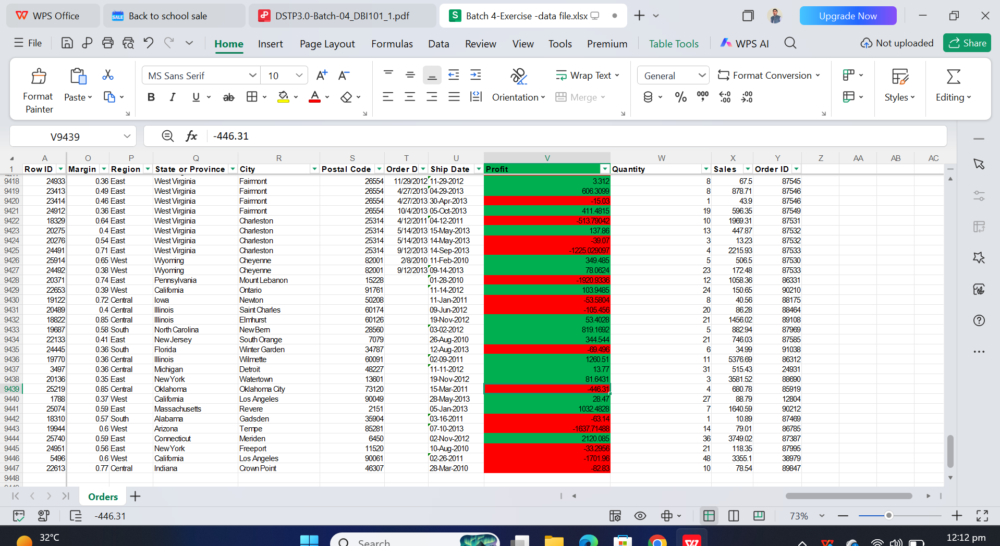 WPS Office
SALE Back to school sale
DSTP3.0-Batch-04_DBI101_1.pdf
S Batch 4-Exercise -data file.xlsx
Upgrade Now
File
Home Insert Page Layout Formulas Data Review View Tools Premium Table Tools WPS AI
Not uploaded
Share
Format Painter
Paste
MS Sans Serif 10
A+ A-
B I U ab A
Orientation
Wrap Text
Merge
General
Format Conversion
Styles
Editing
V9439
fx -446.31
A O P Q R S T U V W X Y Z AA AB AC
1 Row ID Margin Region State or Province City Postal Code Order D Ship Date Profit Quantity Sales Order ID
9418 24933 0.36 East West Virginia Fairmont 26554 11/29/2012 11-29-2012 3.312 8 67.5 87545
9419 23413 0.49 East West Virginia Fairmont 26554 4/27/2013 04-29-2013 606.3099 8 878.71 87546
9420 23414 0.46 East West Virginia Fairmont 26554 4/27/2013 30-Apr-2013 -15.03 1 43.9 87546
9421 24912 0.36 East West Virginia Fairmont 26554 10/4/2013 05-Oct-2013 411.4815 19 596.35 87549
9422 18329 0.64 East West Virginia Charleston 25314 4/12/2011 04-12-2011 -513.79042 10 1969.31 87531
9423 20275 0.4 East West Virginia Charleston 25314 5/14/2013 15-May-2013 137.86 13 447.87 87532
9424 20276 0.54 East West Virginia Charleston 25314 5/14/2013 14-May-2013 -39.07 3 13.23 87532
9425 24491 0.71 East West Virginia Charleston 25314 9/12/2013 14-Sep-2013 -1225.029097 4 2215.93 87533
9426 25914 0.65 West Wyoming Cheyenne 82001 2/8/2010 11-Feb-2010 349.485 5 506.5 87530
9427 24492 0.38 West Wyoming Cheyenne 82001 9/12/2013 09-14-2013 78.0624 23 172.48 87533
9428 20371 0.74 East Pennsylvania Mount Lebanon 15228 01-28-2010 -1920.9336 12 1058.36 86331
9429 22653 0.39 West California Ontario 91761 11-14-2012 103.9485 24 150.65 90210
9430 19122 0.72 Central Iowa Newton 50208 11-Jan-2011 -53.5804 8 40.56 88175
9431 20489 0.4 Central Illinois Saint Charles 60174 09-Jun-2012 -105.456 20 86.28 88464
9432 18822 0.85 Central Illinois Elmhurst 60126 19-Nov-2012 53.4028 21 1456.02 89108
9433 19687 0.58 South North Carolina New Bern 28560 03-02-2012 819.1692 5 882.94 87969
9434 22133 0.41 East New Jersey South Orange 7079 26-Aug-2010 344.544 21 746.03 87585
9435 24445 0.36 South Florida Winter Garden 34787 12-Aug-2013 -69.496 6 34.99 91038
9436 19770 0.36 Central Illinois Wilmette 60091 02-09-2011 1260.51 11 5376.69 86312
9437 3497 0.36 Central Michigan Detroit 48227 11-11-2012 13.77 31 515.43 24931
9438 20136 0.35 East New York Watertown 13601 19-Nov-2012 81.6431 3 3581.52 88690
9439 25219 0.85 Central Oklahoma Oklahoma City 73120 15-Mar-2011 -446.31 4 680.78 85919
9440 1788 0.37 West California Los Angeles 90049 28-May-2013 28.47 27 88.79 12804
9441 25074 0.59 East Massachusetts Revere 2151 05-Jan-2013 1032.4828 7 1640.59 90212
9442 18310 0.57 South Alabama Gadsden 35904 03-16-2011 -63.14 1 10.89 87469
9443 19944 0.6 West Arizona Tempe 85281 07-10-2013 -1637.71488 14 79.01 86785
9444 25740 0.59 East Connecticut Meriden 6450 02-Nov-2012 2120.085 36 3749.02 87387
9445 24951 0.56 East New York Freeport 11520 10-Aug-2010 -33.2956 21 118.35 87995
9446 5496 0.6 West California Los Angeles 90061 02-26-2011 -1701.96 48 3355.1 38979
9447 22613 0.77 Central Indiana Crown Point 46307 28-Mar-2010 -62.83 10 78.54 89847
9448
Orders
-446.31
73%
32°C
Search
12:12 pm